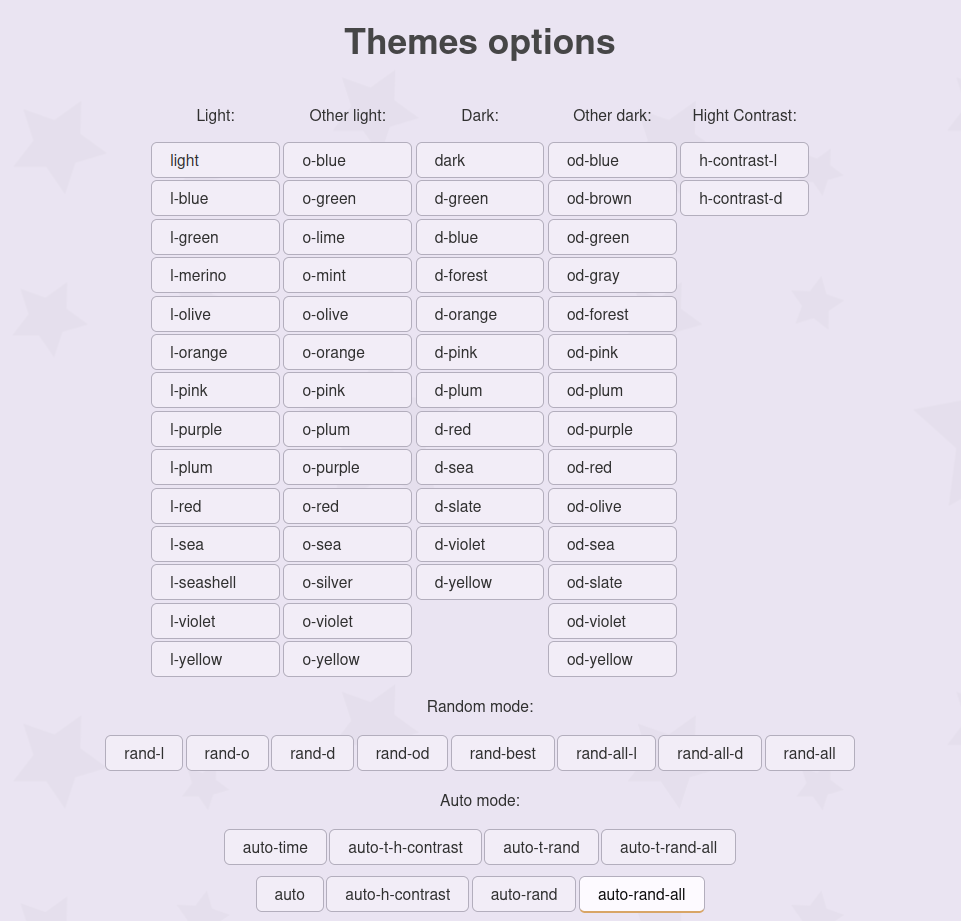 Themes options
Light: Other light: Dark: Other dark: Hight Contrast:
light o-blue dark od-blue h-contrast-l
l-blue o-green d-green od-brown h-contrast-d
l-green o-lime d-blue od-green
l-merino o-mint d-forest od-gray
l-olive o-olive d-orange od-forest
l-orange o-orange d-pink od-pink
l-pink o-pink d-plum od-plum
l-purple o-plum d-red od-purple
l-plum o-purple d-sea od-red
l-red o-red d-slate od-olive
l-sea o-sea d-violet od-sea
l-seashell o-silver d-yellow od-slate
l-violet o-violet od-violet
l-yellow o-yellow od-yellow
Random mode:
rand-l rand-o rand-d rand-od rand-best rand-all-l rand-all-d rand-all
Auto mode:
auto-time auto-t-h-contrast auto-t-rand auto-t-rand-all
auto auto-h-contrast auto-rand auto-rand-all